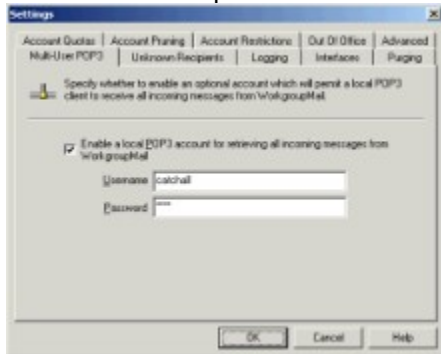 Settings
Account Quotas Account Pruning Account Restrictions Out Of Office Advanced
Multi-User POP3 Unknown Recipients Logging Interfaces Purging
Specify whether to enable an optional account which will permit a local POP3
client to receive all incoming messages from WorkgroupMail.
Enable a local POP3 account for retrieving all incoming messages from
WorkgroupMail
Username catchall
Password ****
OK Cancel Help